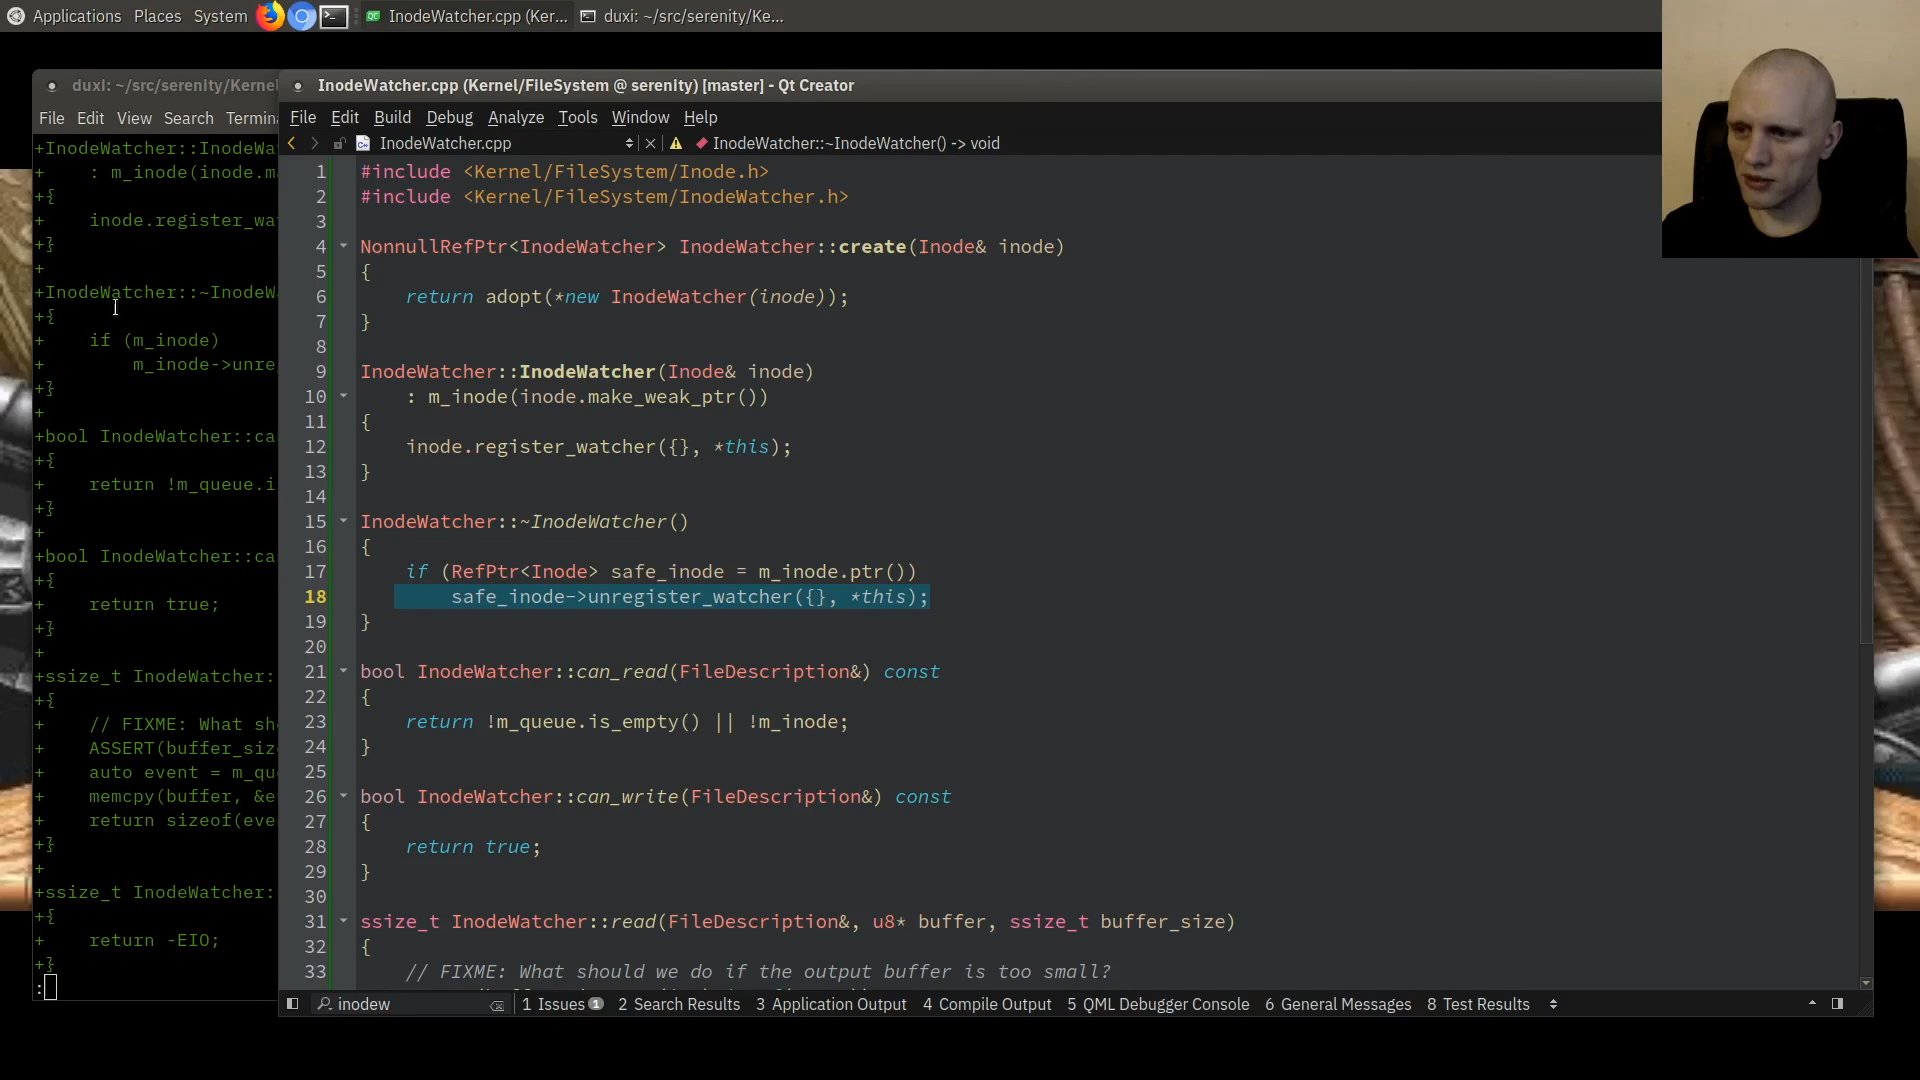 Applications Places System InodeWatcher.cpp (Ker... duxi: ~/src/serenity/Ke...
duxi: ~/src/serenity/Kernel
File Edit View Search Termin
+InodeWatcher::InodeWat
+ : m_inode(inode.m
+{
+ inode.register_wa
+}
+
+InodeWatcher::~InodeW
+{
+ if (m_inode)
+ m_inode->unre
+}
+
+bool InodeWatcher::ca
+{
+ return !m_queue.i
+}
+
+bool InodeWatcher::ca
+{
+ return true;
+}
+
+ssize_t InodeWatcher:
+{
+ // FIXME: What sh
+ ASSERT(buffer_siz
+ auto event = m_qu
+ memcpy(buffer, &e
+ return sizeof(eve
+}
+
+ssize_t InodeWatcher:
+{
+ return -EIO;
+}
:
InodeWatcher.cpp (Kernel/FileSystem @ serenity) [master] - Qt Creator
File Edit Build Debug Analyze Tools Window Help
InodeWatcher.cpp InodeWatcher::~InodeWatcher() -> void
1 #include <Kernel/FileSystem/Inode.h>
2 #include <Kernel/FileSystem/InodeWatcher.h>
3
4 NonnullRefPtr<InodeWatcher> InodeWatcher::create(Inode& inode)
5 {
6 return adopt(*new InodeWatcher(inode));
7 }
8
9 InodeWatcher::InodeWatcher(Inode& inode)
10 : m_inode(inode.make_weak_ptr())
11 {
12 inode.register_watcher({}, *this);
13 }
14
15 InodeWatcher::~InodeWatcher()
16 {
17 if (RefPtr<Inode> safe_inode = m_inode.ptr())
18 safe_inode->unregister_watcher({}, *this);
19 }
20
21 bool InodeWatcher::can_read(FileDescription&) const
22 {
23 return !m_queue.is_empty() || !m_inode;
24 }
25
26 bool InodeWatcher::can_write(FileDescription&) const
27 {
28 return true;
29 }
30
31 ssize_t InodeWatcher::read(FileDescription&, u8* buffer, ssize_t buffer_size)
32 {
33 // FIXME: What should we do if the output buffer is too small?
inodew 1 Issues 1 2 Search Results 3 Application Output 4 Compile Output 5 QML Debugger Console 6 General Messages 8 Test Results